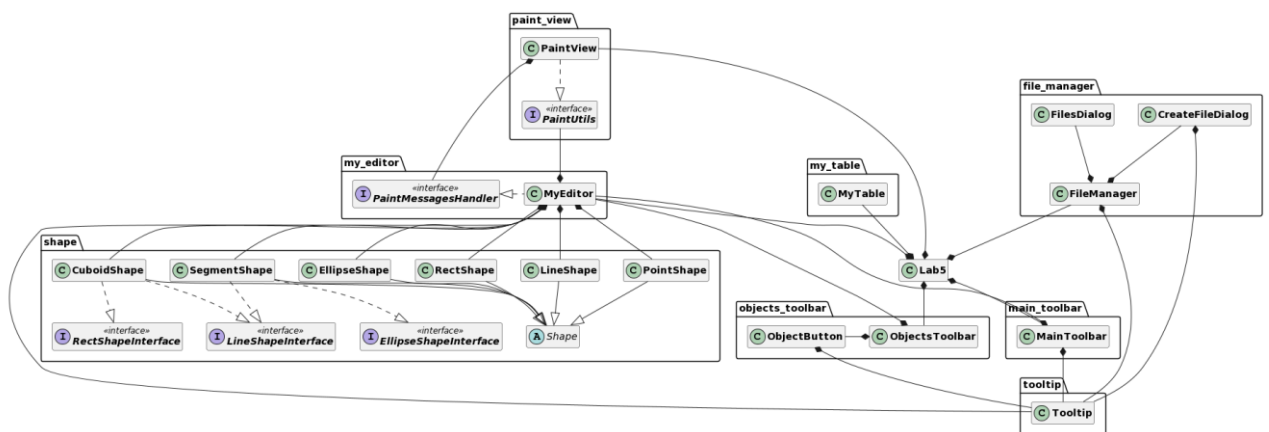 paint_view
C PaintView
«interface»
I PaintUtils
file_manager
C FilesDialog
C CreateFileDialog
C FileManager
my_editor
«interface»
I PaintMessagesHandler
C MyEditor
my_table
C MyTable
shape
C CuboidShape
C SegmentShape
C EllipseShape
C RectShape
C LineShape
C PointShape
C Lab5
«interface»
I RectShapeInterface
«interface»
I LineShapeInterface
«interface»
I EllipseShapeInterface
A Shape
objects_toolbar
C ObjectButton
C ObjectsToolbar
main_toolbar
C MainToolbar
tooltip
C Tooltip